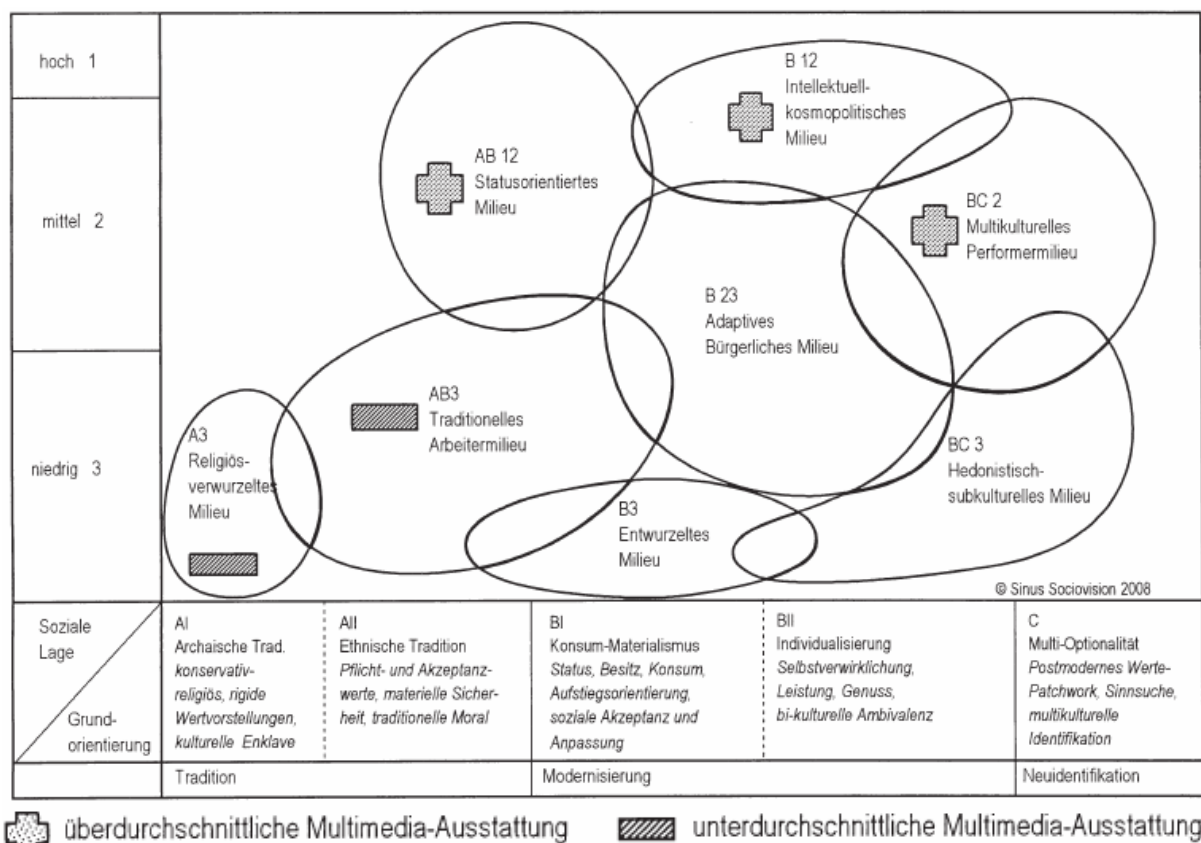 hoch 1
mittel 2
niedrig 3
B 12
Intellektuell-
kosmopolitisches
Milieu
AB 12
Statusorientiertes
Milieu
BC 2
Multikulturelles
Performermilieu
B 23
Adaptives
Bürgerliches Milieu
AB3
Traditionelles
Arbeitermilieu
A3
Religiös-
verwurzeltes
Milieu
BC 3
Hedonistisch-
subkulturelles Milieu
B3
Entwurzeltes
Milieu
© Sinus Sociovision 2008
Soziale
Lage
Grund-
orientierung
AI
Archaische Trad.
konservativ-
religiös, rigide
Wertvorstellungen,
kulturelle Enklave
AII
Ethnische Tradition
Pflicht- und Akzeptanz-
werte, materielle Sicher-
heit, traditionelle Moral
BI
Konsum-Materialismus
Status, Besitz, Konsum,
Aufstiegsorientierung,
soziale Akzeptanz und
Anpassung
BII
Individualisierung
Selbstverwirklichung,
Leistung, Genuss,
bi-kulturelle Ambivalenz
C
Multi-Optionalität
Postmodernes Werte-
Patchwork, Sinnsuche,
multikulturelle
Identifikation
Tradition
Modernisierung
Neuidentifikation
überdurchschnittliche Multimedia-Ausstattung
unterdurchschnittliche Multimedia-Ausstattung